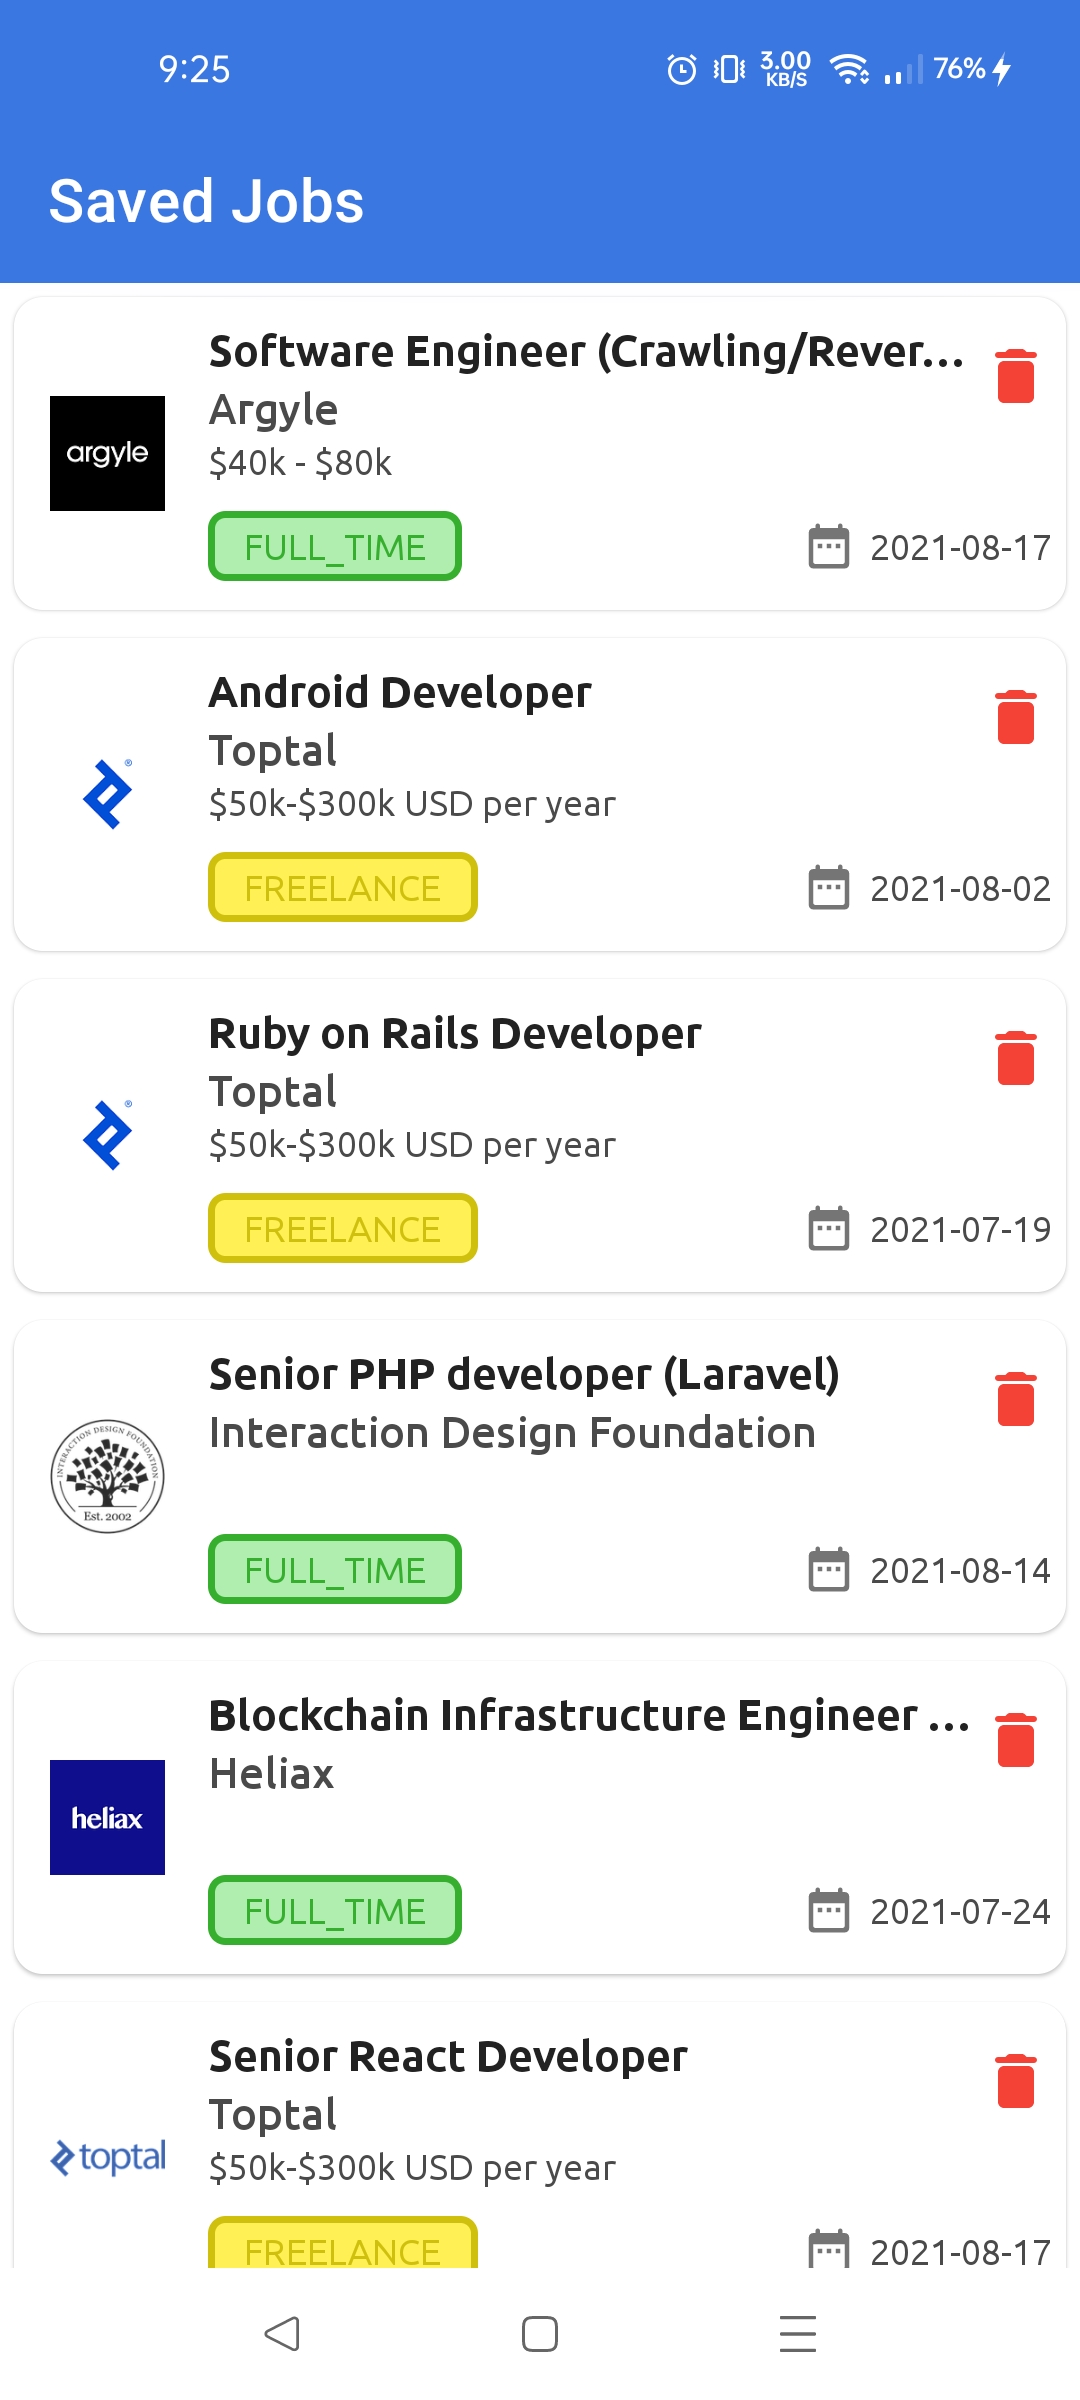 9:25
3.00
KB/S
76%
Saved Jobs
Software Engineer (Crawling/Rever...
argyle
Argyle
$40k - $80k
FULL_TIME
2021-08-17
Android Developer
Toptal
$50k-$300k USD per year
FREELANCE
2021-08-02
Ruby on Rails Developer
Toptal
$50k-$300k USD per year
FREELANCE
2021-07-19
Senior PHP developer (Laravel)
Interaction Design Foundation
INTERACTION DESIGN FOUNDATION
Est. 2002
FULL_TIME
2021-08-14
Blockchain Infrastructure Engineer ...
Heliax
heliax
FULL_TIME
2021-07-24
Senior React Developer
Toptal
toptal
$50k-$300k USD per year
FREELANCE
2021-08-17